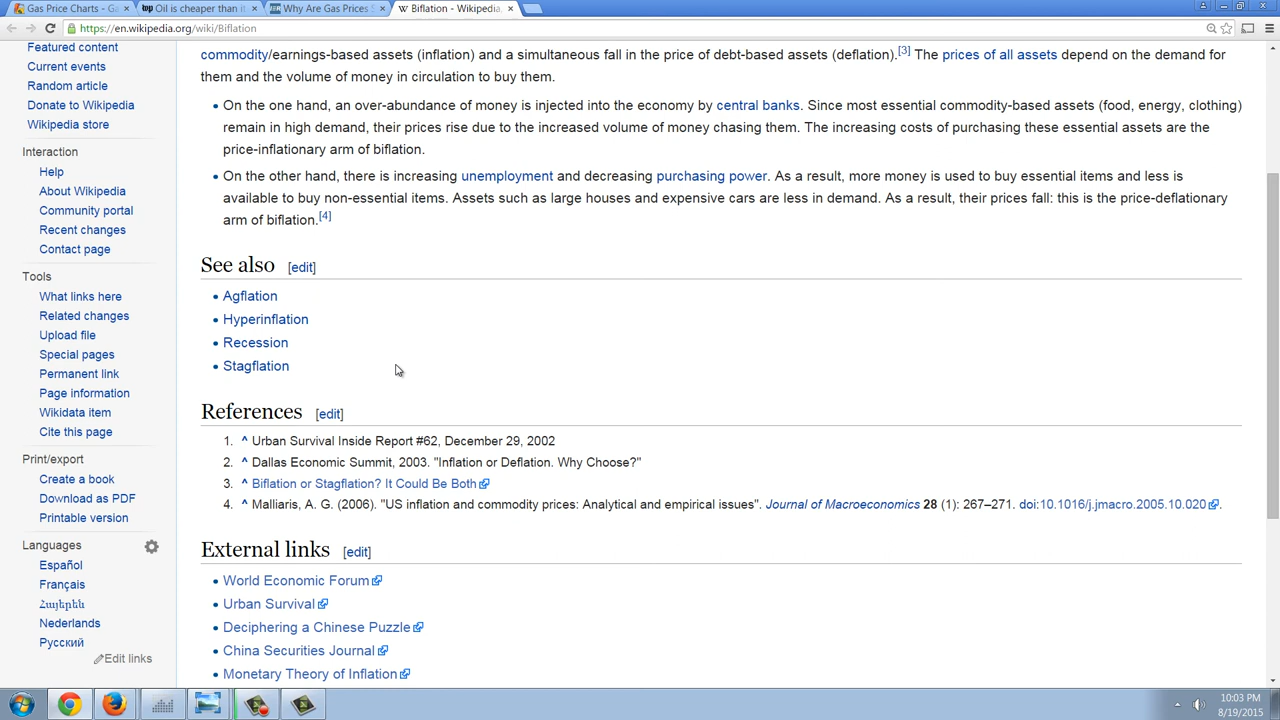 Gas Price Charts - Ga
Oil is cheaper than it
Why Are Gas Prices S
W Biflation - Wikipedia,
https://en.wikipedia.org/wiki/Biflation
Featured content
Current events
Random article
Donate to Wikipedia
Wikipedia store
Interaction
Help
About Wikipedia
Community portal
Recent changes
Contact page
Tools
What links here
Related changes
Upload file
Special pages
Permanent link
Page information
Wikidata item
Cite this page
Print/export
Create a book
Download as PDF
Printable version
Languages
Español
Français
Հայերեն
Nederlands
Русский
Edit links
commodity/earnings-based assets (inflation) and a simultaneous fall in the price of debt-based assets (deflation).[3] The prices of all assets depend on the demand for
them and the volume of money in circulation to buy them.
• On the one hand, an over-abundance of money is injected into the economy by central banks. Since most essential commodity-based assets (food, energy, clothing)
remain in high demand, their prices rise due to the increased volume of money chasing them. The increasing costs of purchasing these essential assets are the
price-inflationary arm of biflation.
• On the other hand, there is increasing unemployment and decreasing purchasing power. As a result, more money is used to buy essential items and less is
available to buy non-essential items. Assets such as large houses and expensive cars are less in demand. As a result, their prices fall: this is the price-deflationary
arm of biflation.[4]
See also [edit]
• Agflation
• Hyperinflation
• Recession
• Stagflation
References [edit]
1. ^ Urban Survival Inside Report #62, December 29, 2002
2. ^ Dallas Economic Summit, 2003. "Inflation or Deflation. Why Choose?"
3. ^ Biflation or Stagflation? It Could Be Both
4. ^ Malliaris, A. G. (2006). "US inflation and commodity prices: Analytical and empirical issues". Journal of Macroeconomics 28 (1): 267–271. doi:10.1016/j.jmacro.2005.10.020.
External links [edit]
• World Economic Forum
• Urban Survival
• Deciphering a Chinese Puzzle
• China Securities Journal
• Monetary Theory of Inflation
10:03 PM
8/19/2015